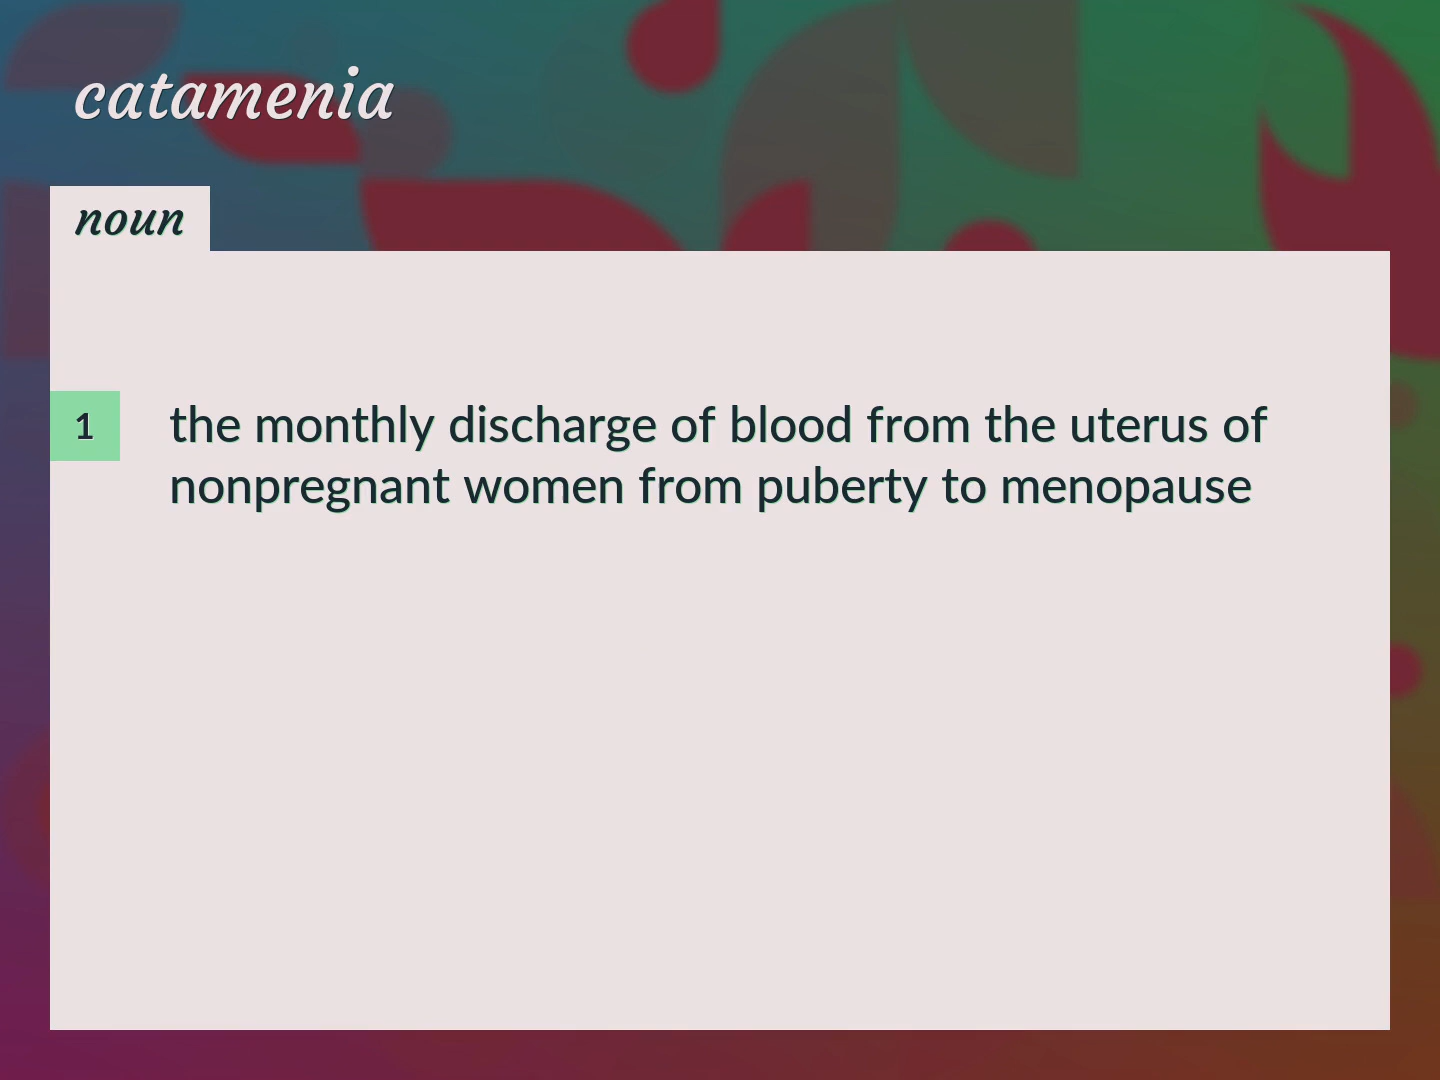 catamenia
noun
1
the monthly discharge of blood from the uterus of
nonpregnant women from puberty to menopause